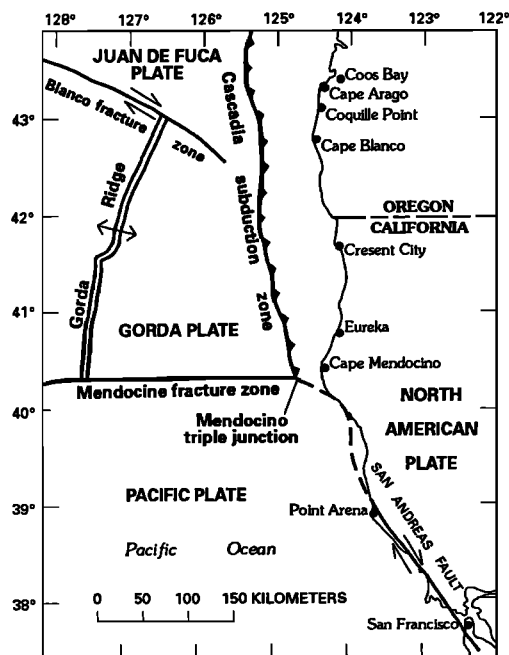 128° 127° 126° 125° 124° 123° 122°
JUAN DE FUCA
PLATE
Blanco fracture
zone
Cascadia
subduction
zone
Coos Bay
Cape Arago
Coquille Point
Cape Blanco
43°
Ridge
Gorda
42°
OREGON
CALIFORNIA
Cresent City
41°
GORDA PLATE
Eureka
Cape Mendocino
Mendocine fracture zone
40°
Mendocino
triple junction
NORTH
AMERICAN
PLATE
SAN ANDREAS FAULT
PACIFIC PLATE
39°
Point Arena
Pacific Ocean
0 50 100 150 KILOMETERS
38°
San Francisco